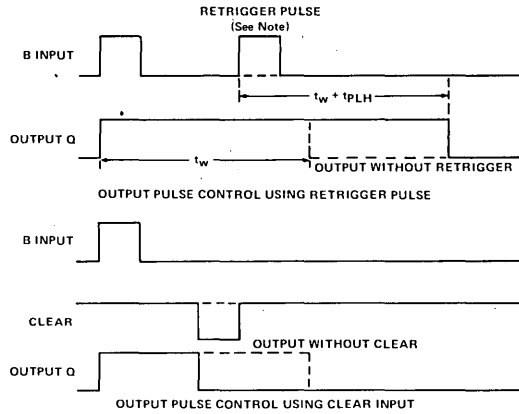 RETRIGGER PULSE
(See Note)
B INPUT
tw + tPLH
OUTPUT Q
tw
OUTPUT WITHOUT RETRIGGER
OUTPUT PULSE CONTROL USING RETRIGGER PULSE
B INPUT
CLEAR
OUTPUT WITHOUT CLEAR
OUTPUT Q
OUTPUT PULSE CONTROL USING CLEAR INPUT